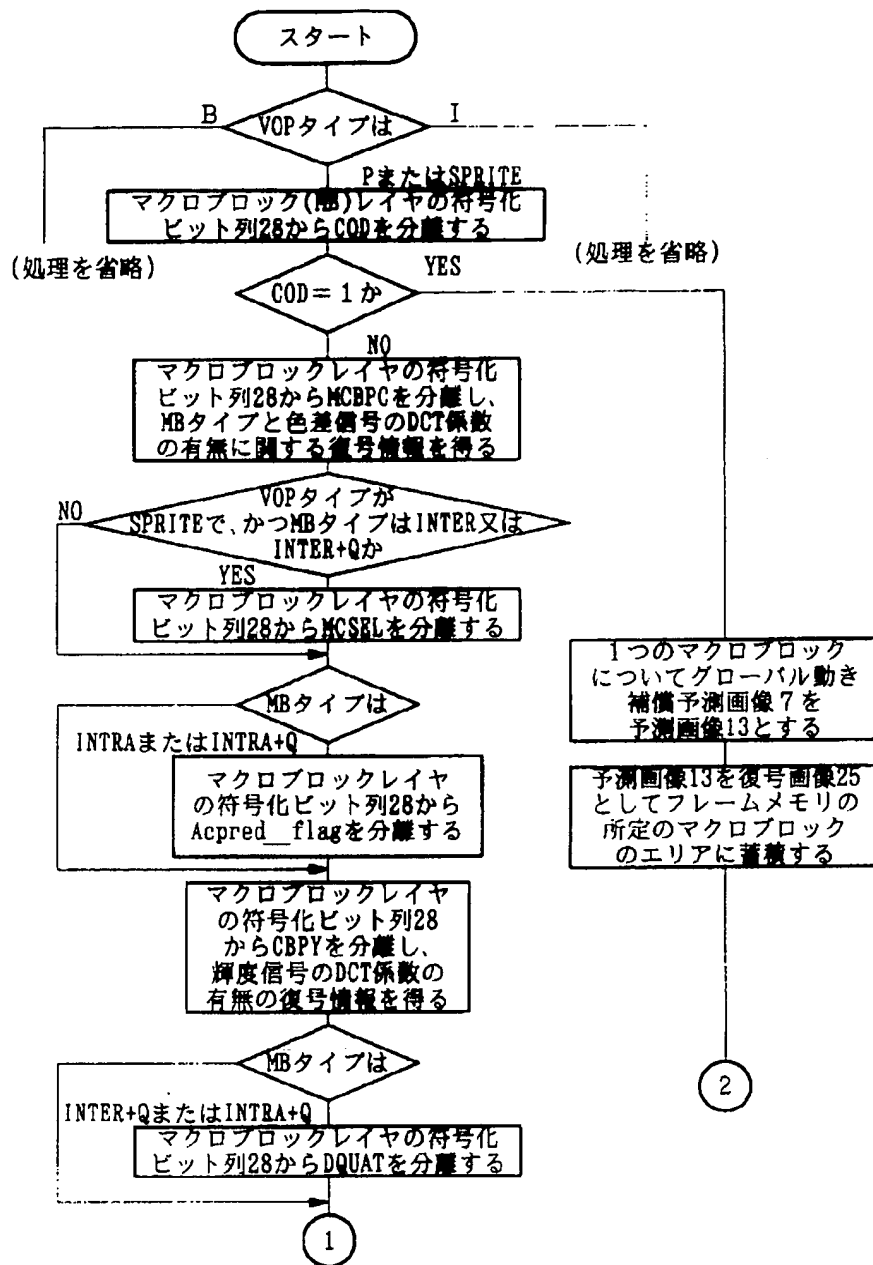 スタート
B
VOPタイプは
I
PまたはSPRITE
マクロブロック(MB)レイヤの符号化
ビット列28からCODを分離する
(処理を省略)
(処理を省略)
COD=1か
YES
NO
マクロブロックレイヤの符号化
ビット列28からMCBPCを分離し、
MBタイプと色差信号のDCT係数
の有無に関する復号情報を得る
VOPタイプが
SPRITEで、かつMBタイプはINTER又は
INTER+Qか
NO
YES
マクロブロックレイヤの符号化
ビット列28からMCSELを分離する
MBタイプは
INTRAまたはINTRA+Q
マクロブロックレイヤ
の符号化ビット列28から
Acpred__flagを分離する
マクロブロックレイヤ
の符号化ビット列28
からCBPYを分離し、
輝度信号のDCT係数の
有無の復号情報を得る
MBタイプは
INTER+QまたはINTRA+Q
マクロブロックレイヤの符号化
ビット列28からDQUATを分離する
1
1つのマクロブロック
についてグローバル動き
補償予測画像7を
予測画像13とする
予測画像13を復号画像25
としてフレームメモリの
所定のマクロブロック
のエリアに蓄積する
2